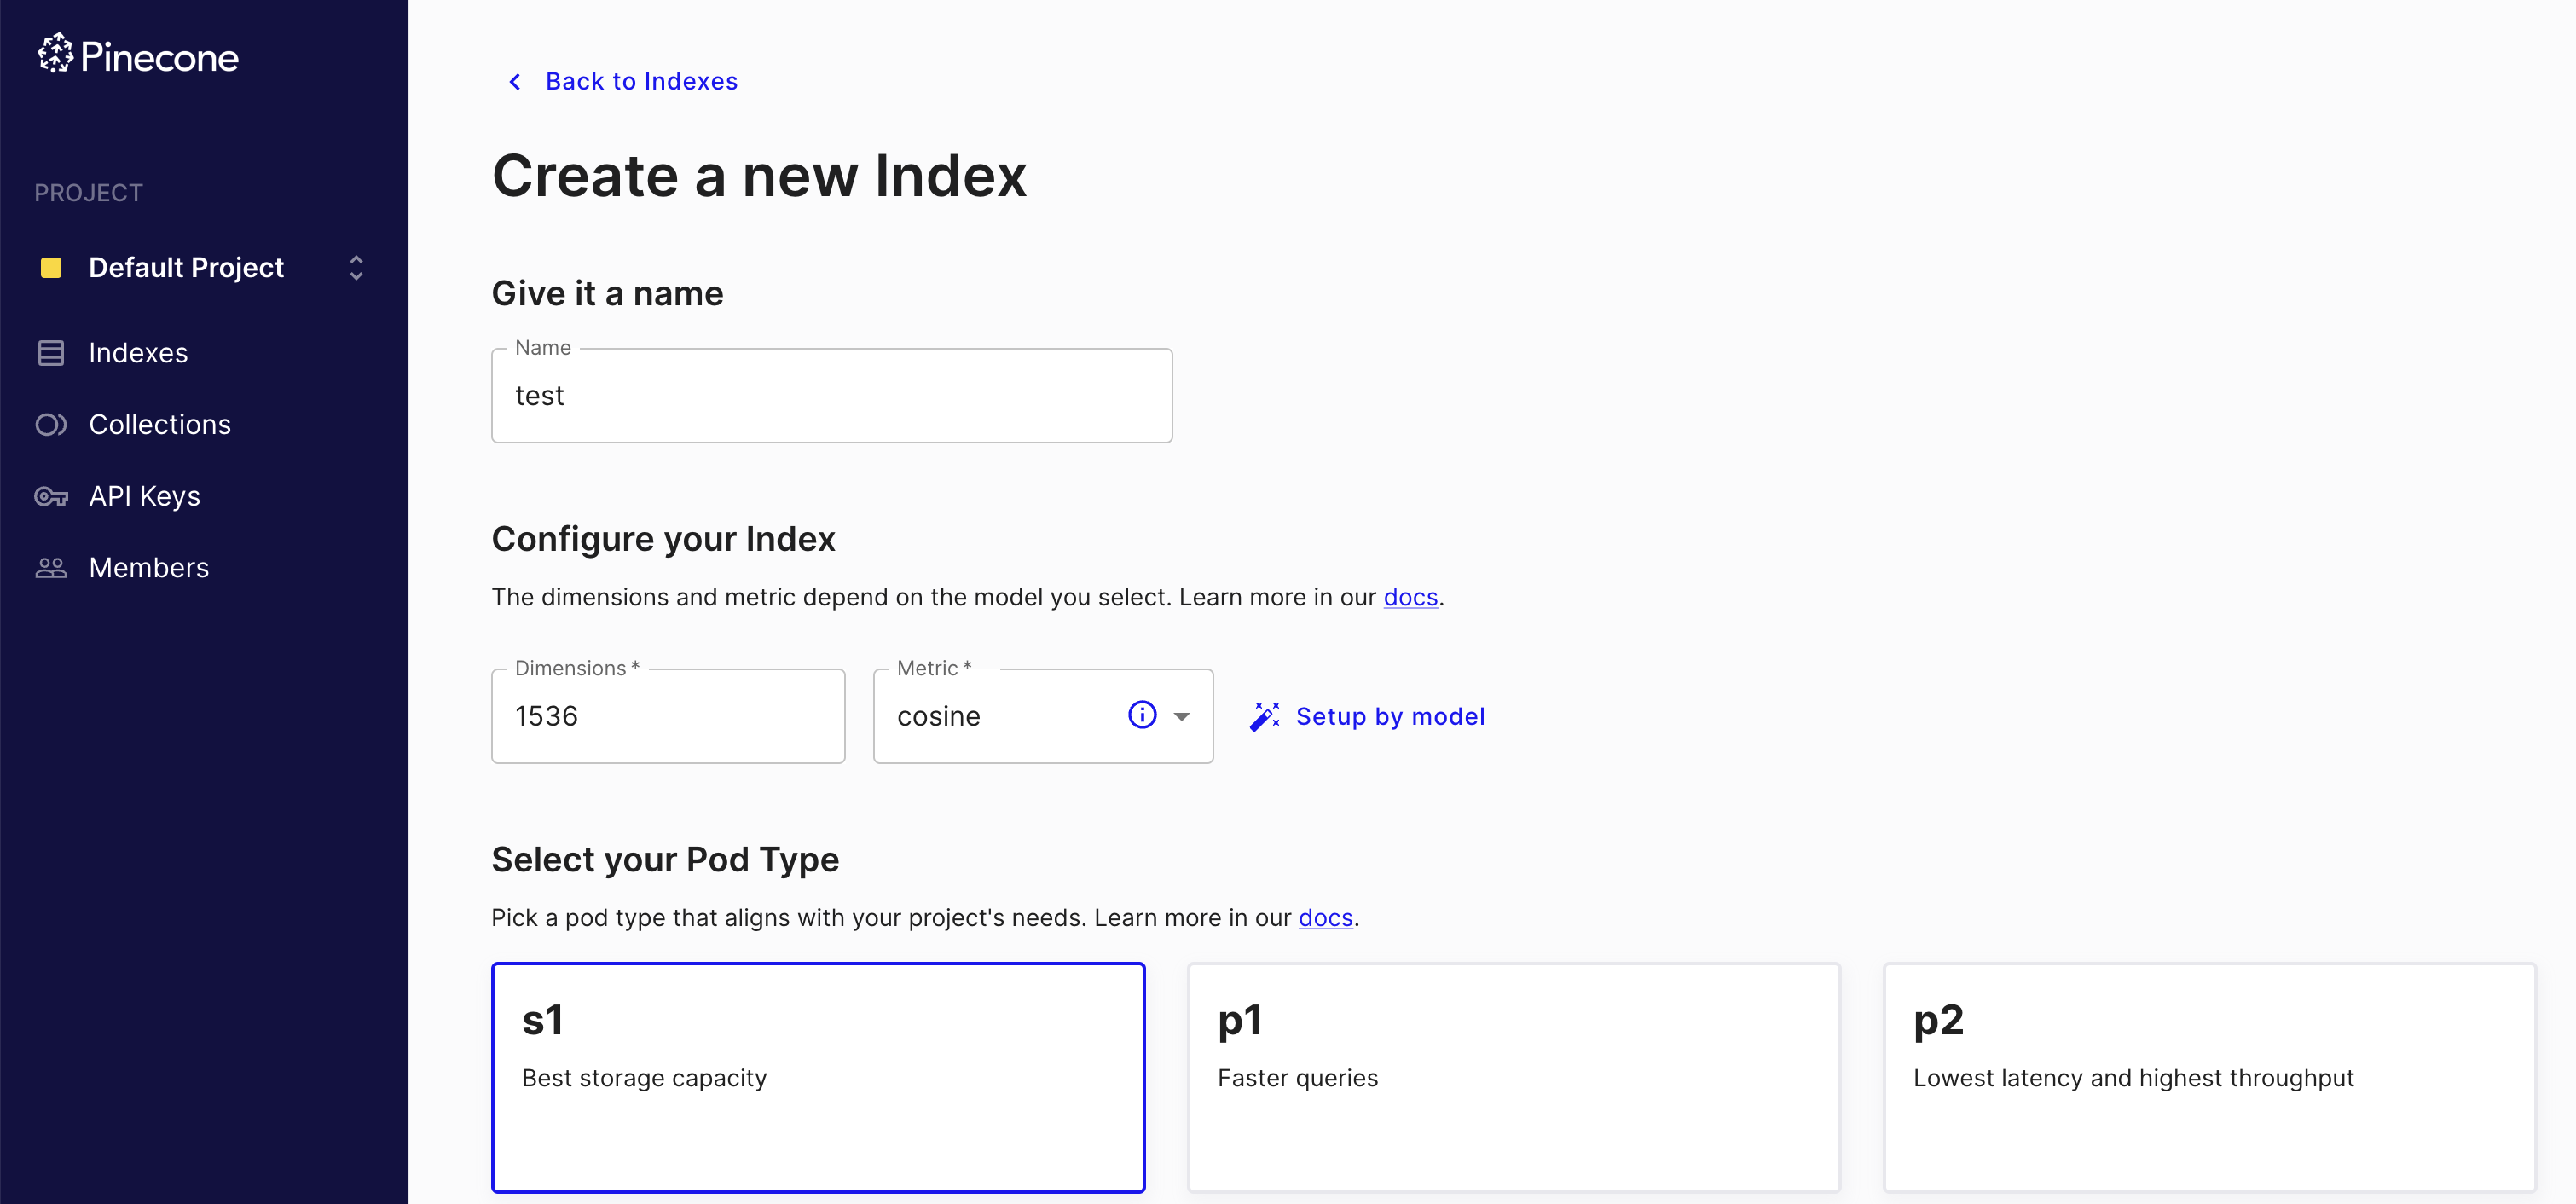 Pinecone
PROJECT
Default Project
Indexes
Collections
API Keys
Members
Back to Indexes
Create a new Index
Give it a name
Name
test
Configure your Index
The dimensions and metric depend on the model you select. Learn more in our docs.
Dimensions *
1536
Metric *
cosine
Setup by model
Select your Pod Type
Pick a pod type that aligns with your project's needs. Learn more in our docs.
s1
Best storage capacity
p1
Faster queries
p2
Lowest latency and highest throughput